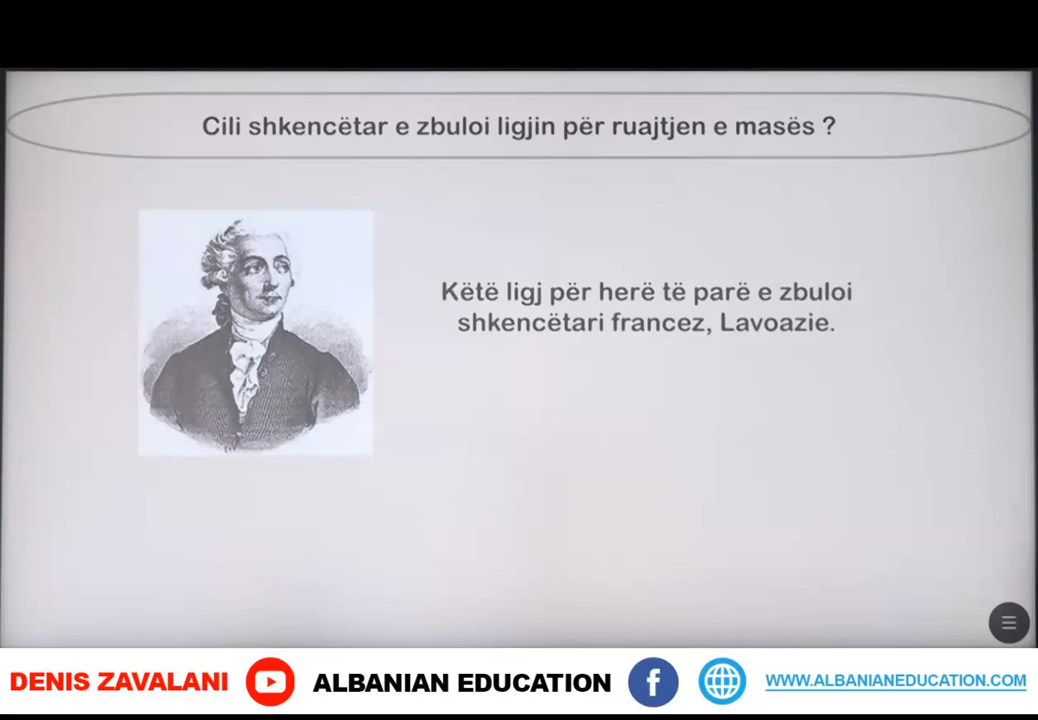 Cili shkencëtar e zbuloi ligjin për ruajtjen e masës ?
Këtë ligj për herë të parë e zbuloi
shkencëtari francez, Lavoazie.
DENIS ZAVALANI
ALBANIAN EDUCATION
WWW.ALBANIANEDUCATION.COM